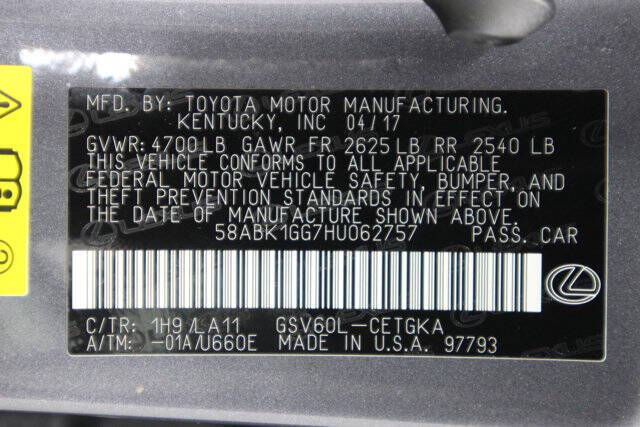 MFD. BY: TOYOTA MOTOR MANUFACTURING.
KENTUCKY, INC 04/17
GVWR: 4700LB GAWR FR 2625LB RR 2540 LB
THIS VEHICLE CONFORMS TO ALL APPLICABLE
FEDERAL MOTOR VEHICLE SAFETY, BUMPER, AND
THEFT PREVENTION STANDARDS IN EFFECT ON
THE DATE OF MANUFACTURE SHOWN ABOVE.
58ABK1GG7HU062757 PASS. CAR
C/TR: 1H9 /LA11 GSV60L-CETGKA
A/TM: -01A/U660E MADE IN U.S.A. 97793